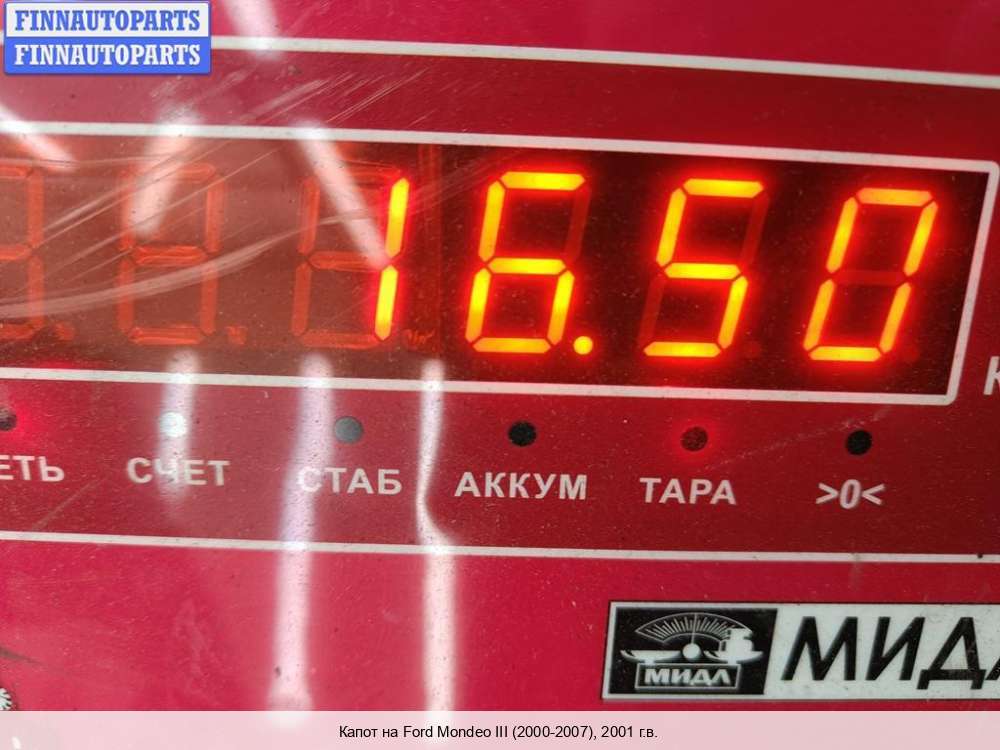 FINNAUTOPARTS
FINNAUTOPARTS
16.50
СЧЕТ СТАБ АККУМ ТАРА >0<
МИДЛ
Капот на Ford Mondeo III (2000-2007), 2001 г.в.